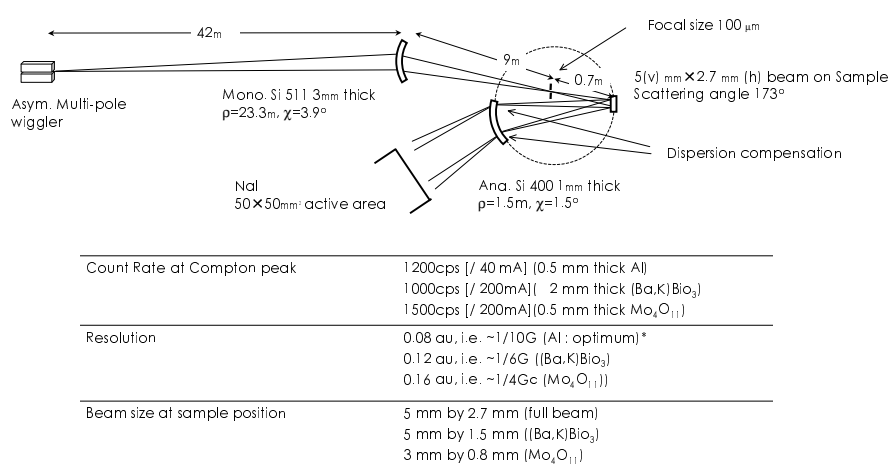 42m
Focal size 100 μm
9m
0.7m
5(v) mm×2.7 mm (h) beam on Sample
Scattering angle 173°
Asym. Multi-pole
wiggler
Mono. Si 511 3mm thick
ρ=23.3m, χ=3.9°
Dispersion compensation
NaI
50×50mm² active area
Ana. Si 400 1mm thick
ρ=1.5m, χ=1.5°
Count Rate at Compton peak 1200cps [/ 40 mA] (0.5 mm thick Al)
1000cps [/ 200mA]( 2 mm thick (Ba,K)Bio₃)
1500cps [/ 200mA](0.5 mm thick Mo₄O₁₁)
Resolution 0.08 au, i.e. ~1/10G (Al : optimum)*
0.12 au, i.e. ~1/6G ((Ba,K)Bio₃)
0.16 au, i.e. ~1/4Gc (Mo₄O₁₁))
Beam size at sample position 5 mm by 2.7 mm (full beam)
5 mm by 1.5 mm ((Ba,K)Bio₃)
3 mm by 0.8 mm (Mo₄O₁₁)